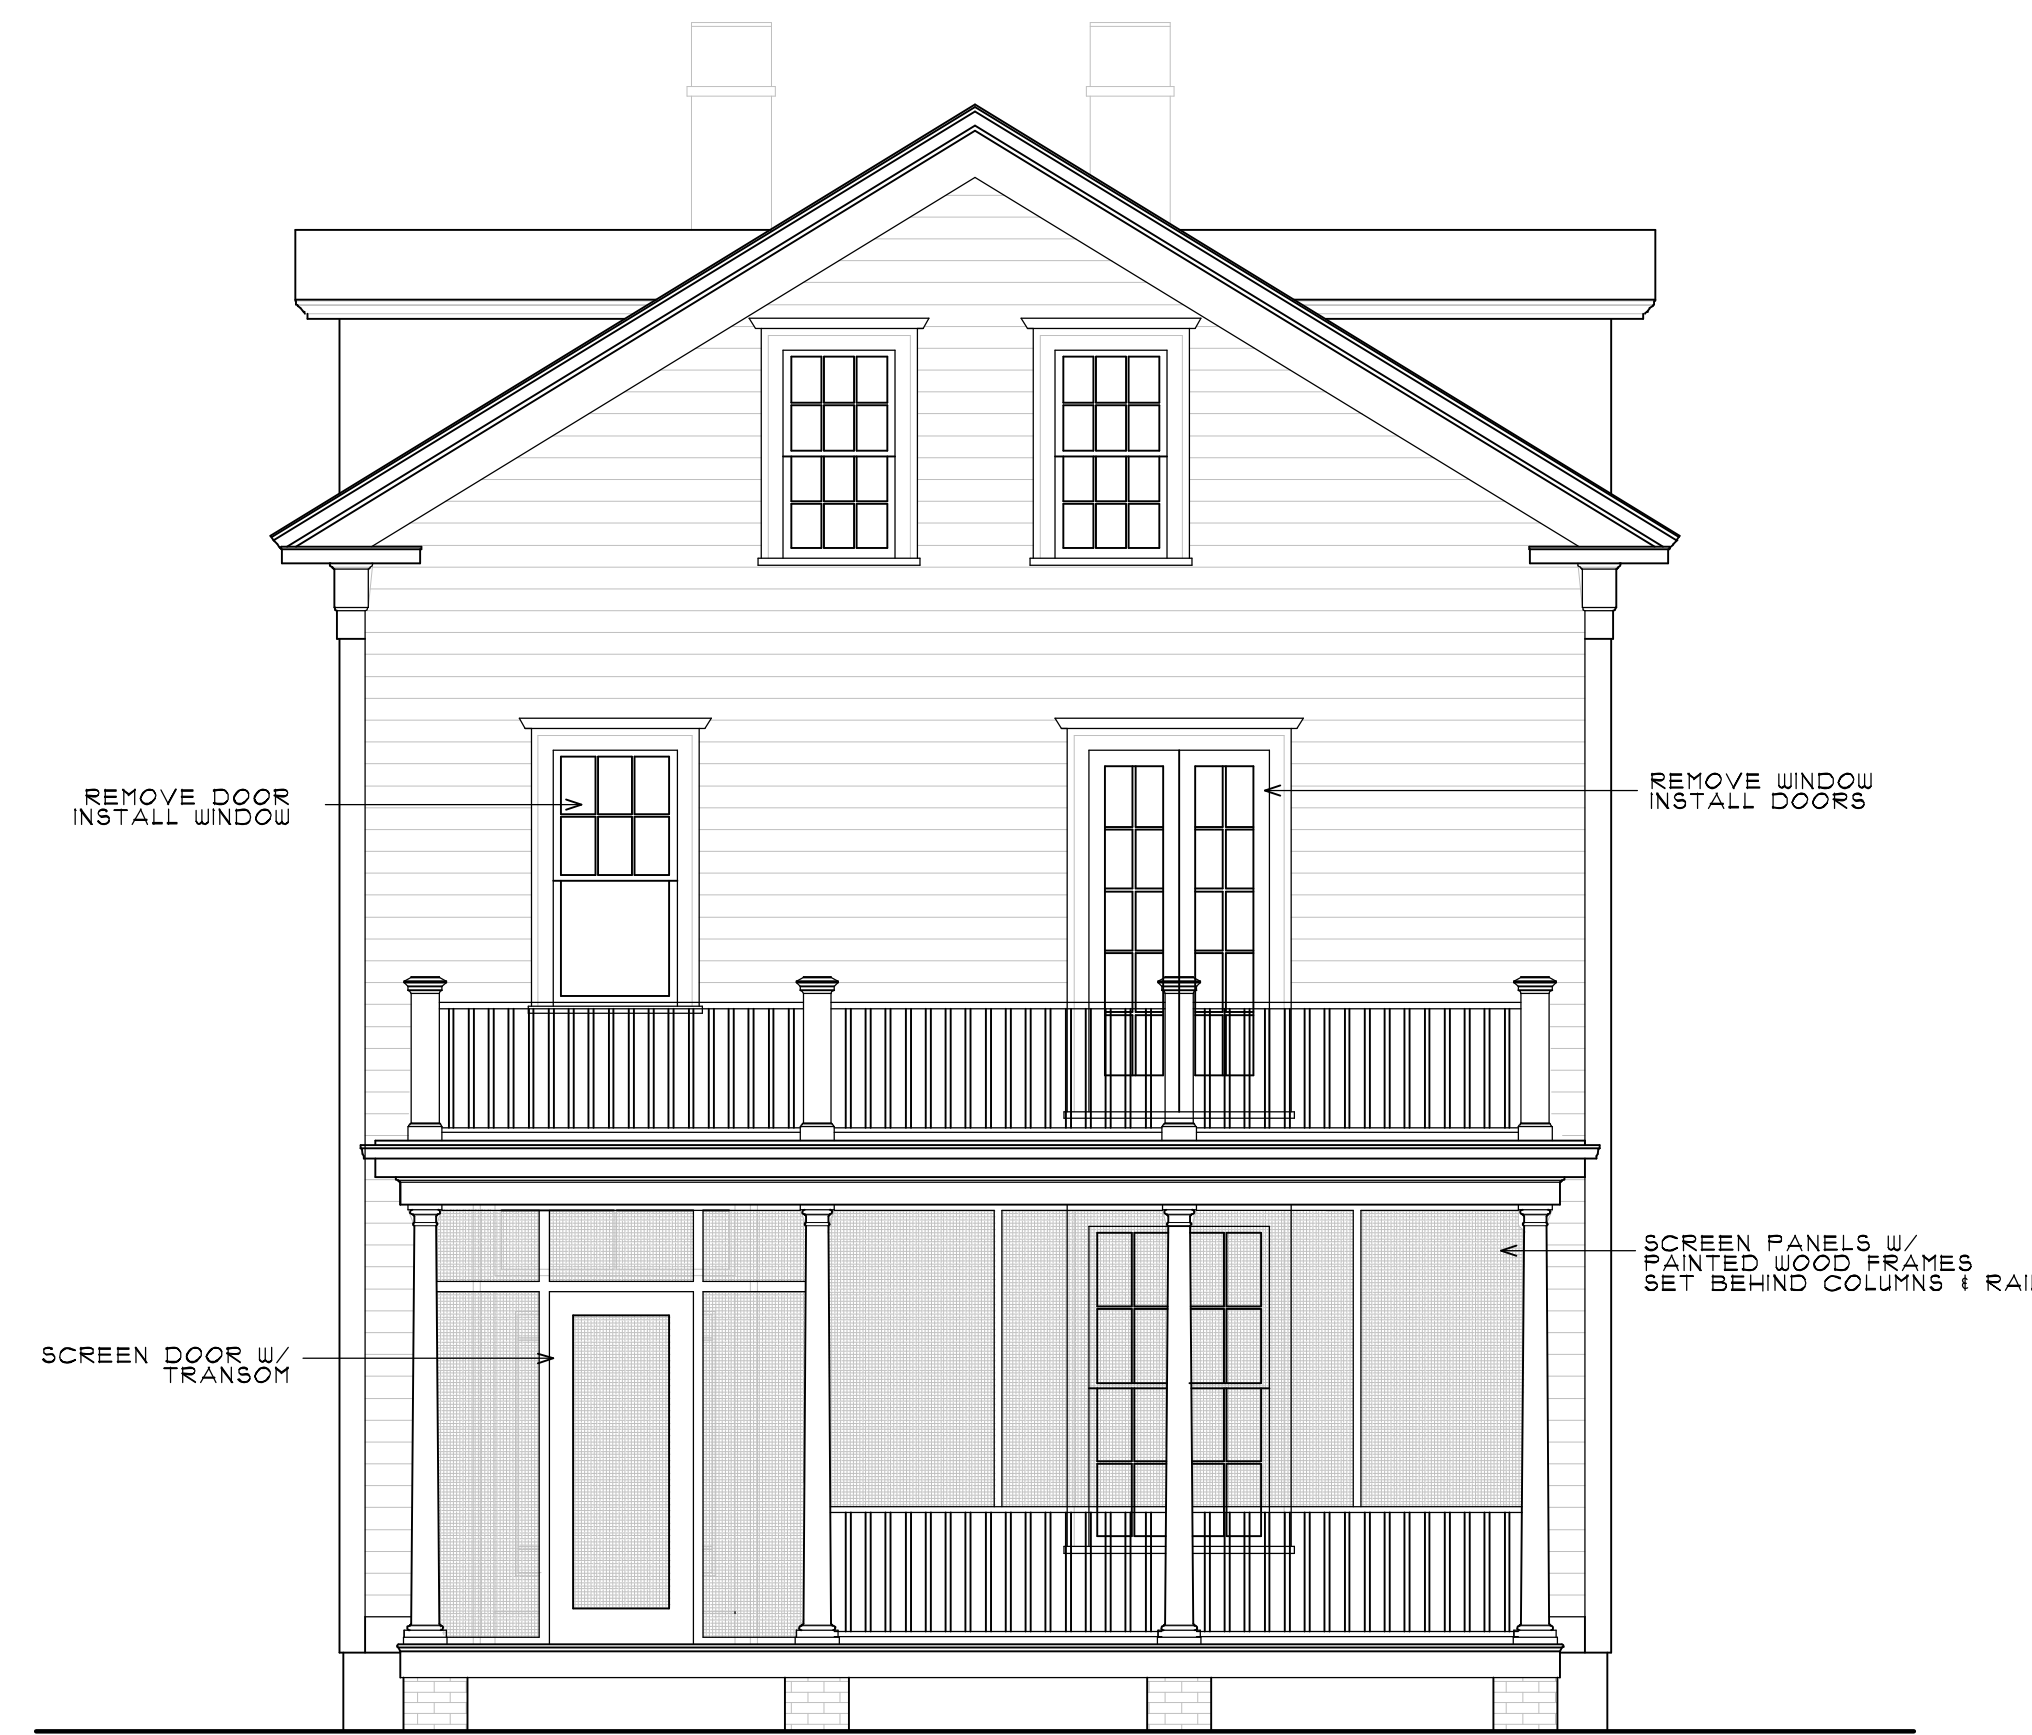 REMOVE DOOR
INSTALL WINDOW
REMOVE WINDOW
INSTALL DOORS
SCREEN PANELS W/
PAINTED WOOD FRAMES
SET BEHIND COLUMNS &
SCREEN DOOR W/
TRANSOM